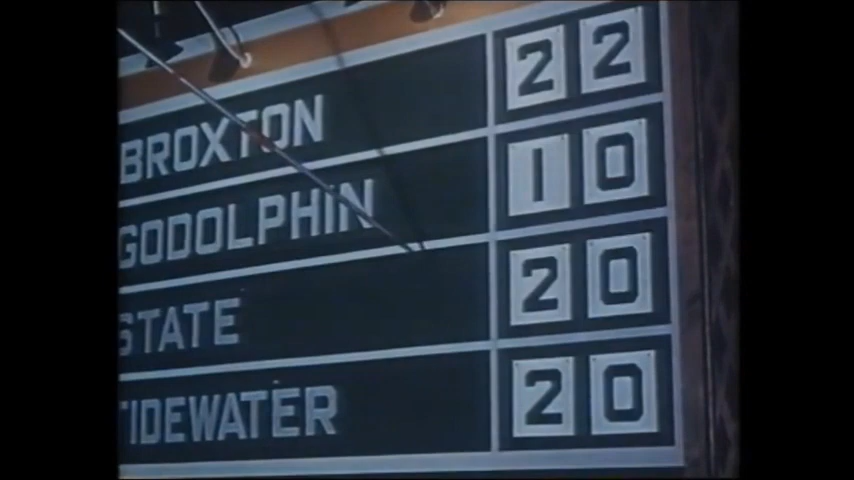 BROXTON 22
GODOLPHIN 10
STATE 20
TIDEWATER 20